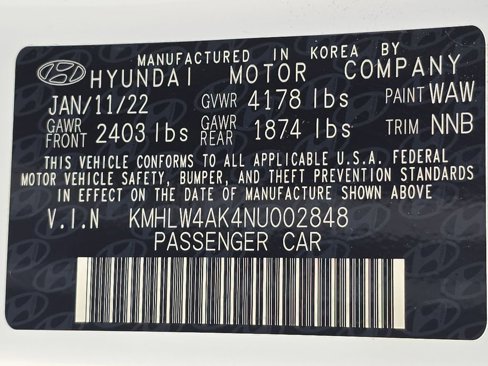 MANUFACTURED IN KOREA BY
HYUNDAI MOTOR COMPANY
JAN/11/22 GVWR 4178 lbs PAINT WAW
GAWR FRONT 2403 lbs GAWR REAR 1874 lbs TRIM NNB
THIS VEHICLE CONFORMS TO ALL APPLICABLE U.S.A. FEDERAL
MOTOR VEHICLE SAFETY, BUMPER, AND THEFT PREVENTION STANDARDS
IN EFFECT ON THE DATE OF MANUFACTURE SHOWN ABOVE
V.I.N KMHLW4AK4NU002848
PASSENGER CAR